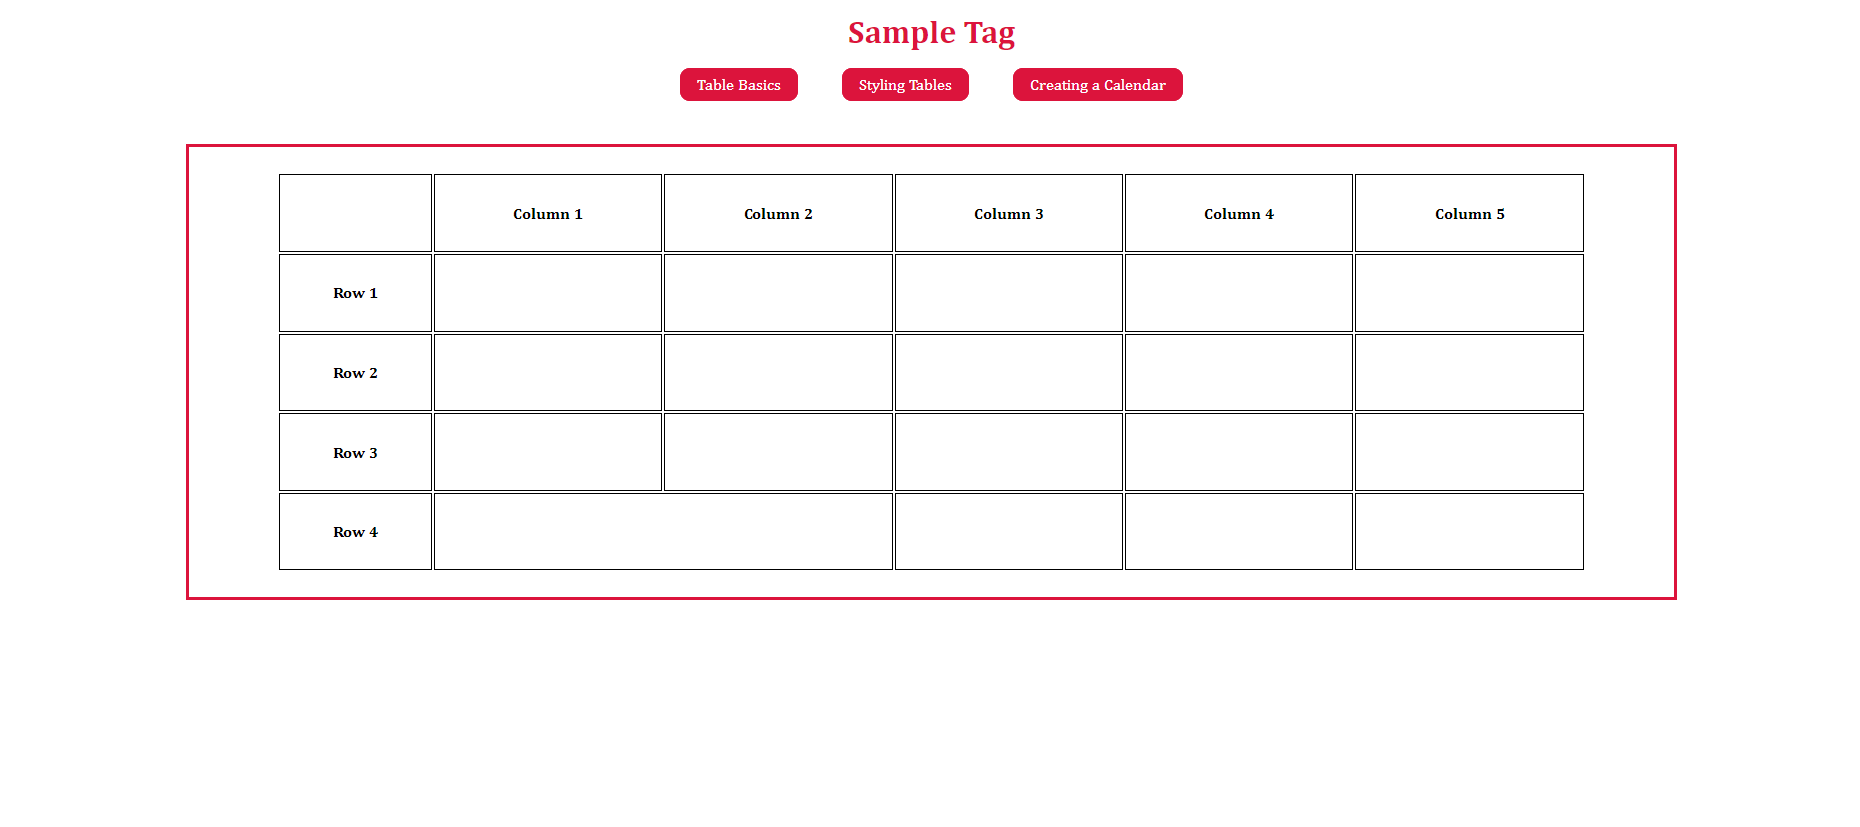 Sample Tag
Table Basics Styling Tables Creating a Calendar
Column 1 Column 2 Column 3 Column 4 Column 5
Row 1
Row 2
Row 3
Row 4